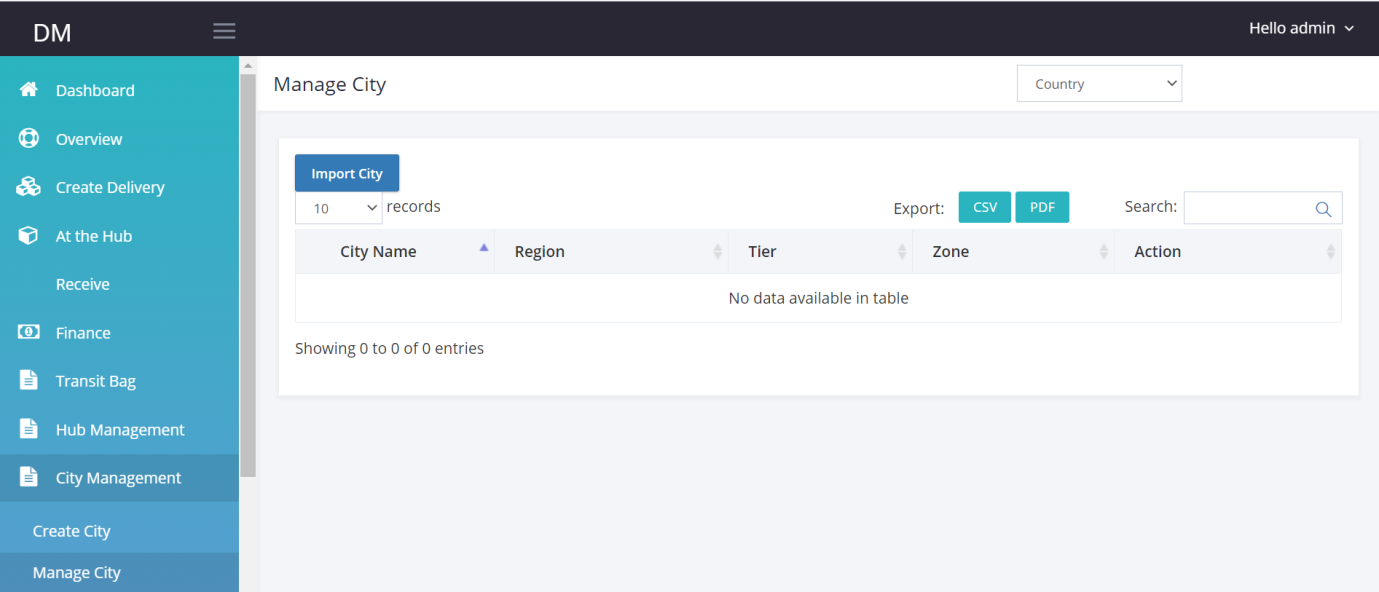 DM
Hello admin
Dashboard
Overview
Create Delivery
At the Hub
Receive
Finance
Transit Bag
Hub Management
City Management
Create City
Manage City
Manage City
Country
Import City
10 records
Export: CSV PDF
Search:
City Name Region Tier Zone Action
No data available in table
Showing 0 to 0 of 0 entries